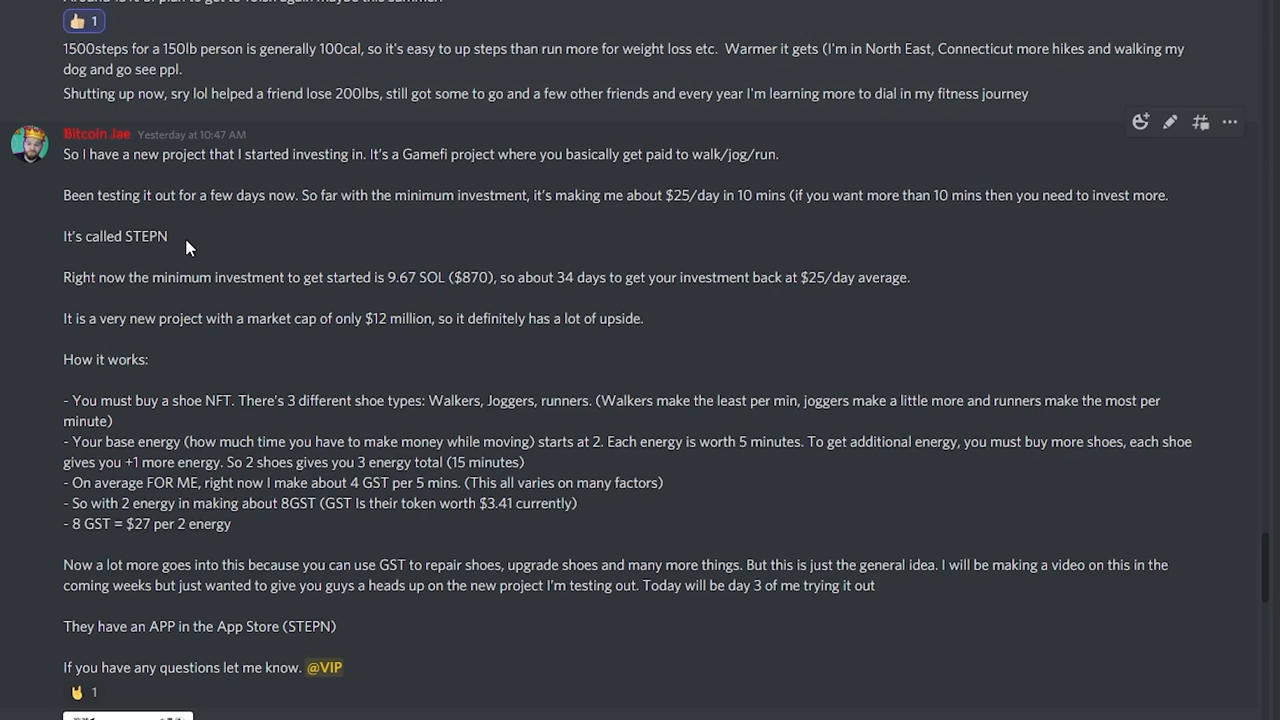 👍 1
1500steps for a 150lb person is generally 100cal, so it's easy to up steps than run more for weight loss etc.  Warmer it gets (I'm in North East, Connecticut more hikes and walking my
dog and go see ppl.
Shutting up now, sry lol helped a friend lose 200lbs, still got some to go and a few other friends and every year I'm learning more to dial in my fitness journey
Bitcoin Jae Yesterday at 10:47 AM
So I have a new project that I started investing in. It's a Gamefi project where you basically get paid to walk/jog/run.
Been testing it out for a few days now. So far with the minimum investment, it's making me about $25/day in 10 mins (if you want more than 10 mins then you need to invest more.
It's called STEPN
Right now the minimum investment to get started is 9.67 SOL ($870), so about 34 days to get your investment back at $25/day average.
It is a very new project with a market cap of only $12 million, so it definitely has a lot of upside.
How it works:
- You must buy a shoe NFT. There's 3 different shoe types: Walkers, Joggers, runners. (Walkers make the least per min, joggers make a little more and runners make the most per
minute)
- Your base energy (how much time you have to make money while moving) starts at 2. Each energy is worth 5 minutes. To get additional energy, you must buy more shoes, each shoe
gives you +1 more energy. So 2 shoes gives you 3 energy total (15 minutes)
- On average FOR ME, right now I make about 4 GST per 5 mins. (This all varies on many factors)
- So with 2 energy in making about 8GST (GST Is their token worth $3.41 currently)
- 8 GST = $27 per 2 energy
Now a lot more goes into this because you can use GST to repair shoes, upgrade shoes and many more things. But this is just the general idea. I will be making a video on this in the
coming weeks but just wanted to give you guys a heads up on the new project I'm testing out. Today will be day 3 of me trying it out
They have an APP in the App Store (STEPN)
If you have any questions let me know. @VIP
🤘 1